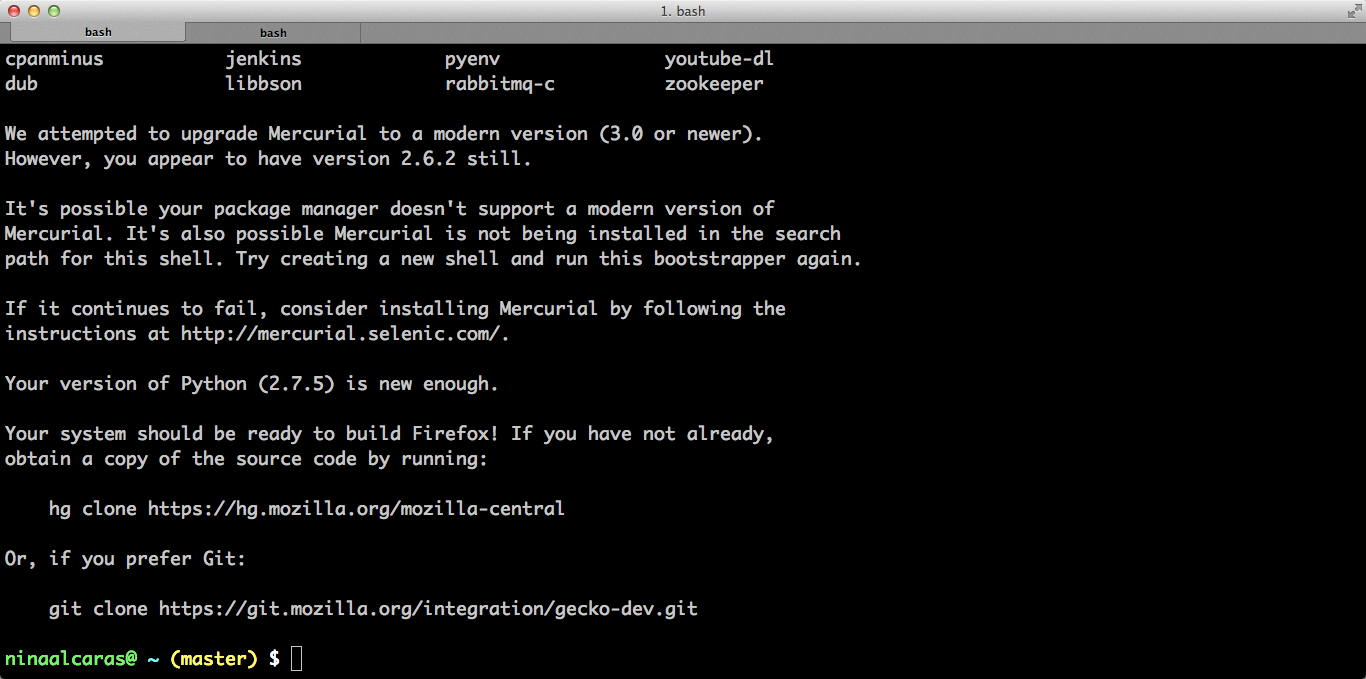 1. bash
bash bash
cpanminus jenkins pyenv youtube-dl
dub libbson rabbitmq-c zookeeper
We attempted to upgrade Mercurial to a modern version (3.0 or newer).
However, you appear to have version 2.6.2 still.
It's possible your package manager doesn't support a modern version of
Mercurial. It's also possible Mercurial is not being installed in the search
path for this shell. Try creating a new shell and run this bootstrapper again.
If it continues to fail, consider installing Mercurial by following the
instructions at http://mercurial.selenic.com/.
Your version of Python (2.7.5) is new enough.
Your system should be ready to build Firefox! If you have not already,
obtain a copy of the source code by running:
hg clone https://hg.mozilla.org/mozilla-central
Or, if you prefer Git:
git clone https://git.mozilla.org/integration/gecko-dev.git
ninaalcaras@ ~ (master) $